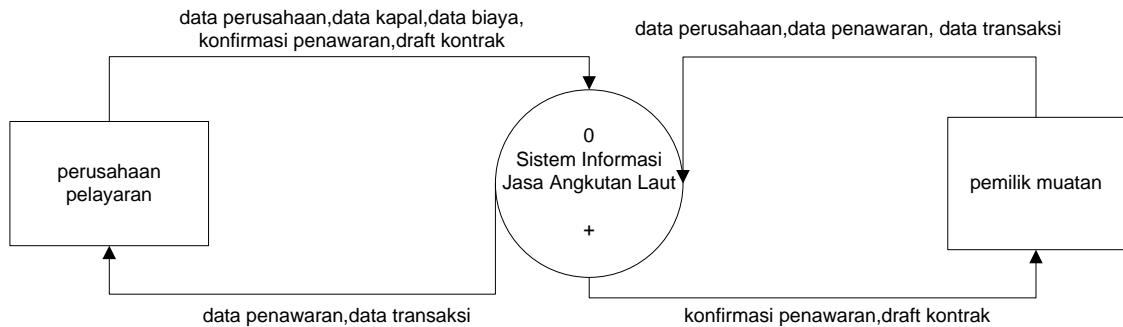 data perusahaan,data kapal,data biaya,
konfirmasi penawaran,draft kontrak
data perusahaan,data penawaran, data transaksi
perusahaan
pelayaran
0
Sistem Informasi
Jasa Angkutan Laut
+
pemilik muatan
data penawaran,data transaksi
konfirmasi penawaran,draft kontrak